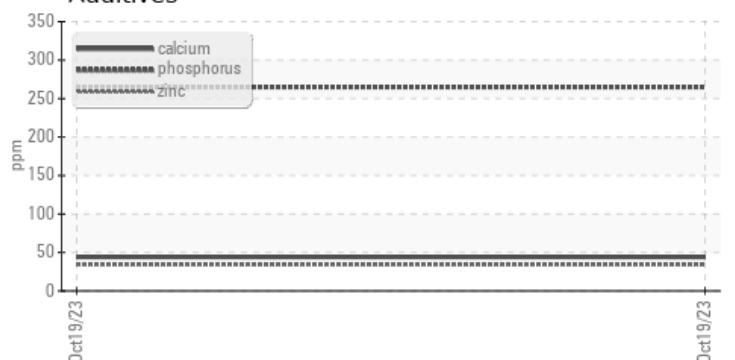 Additives
350
300
250
200
150
100
50
0
ppm
calcium
phosphorus
zinc
Oct19/23
Oct19/23